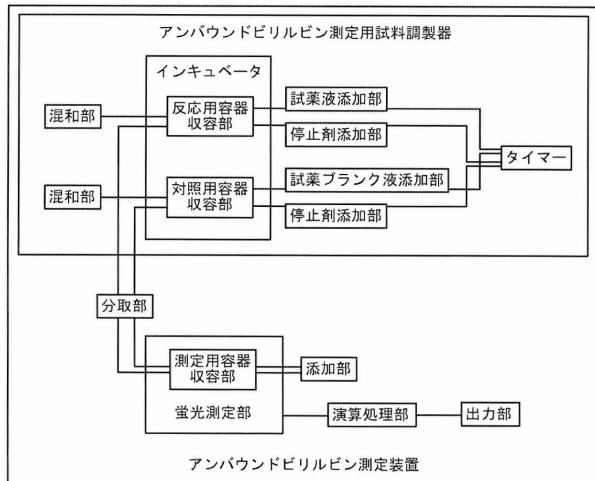 アンバウンドビリルビン測定用試料調製器
インキュベータ
混和部
反応用容器
収容部
試薬液添加部
停止剤添加部
タイマー
混和部
対照用容器
収容部
試薬ブランク液添加部
停止剤添加部
分取部
測定用容器
収容部
添加部
蛍光測定部
演算処理部
出力部
アンバウンドビリルビン測定装置